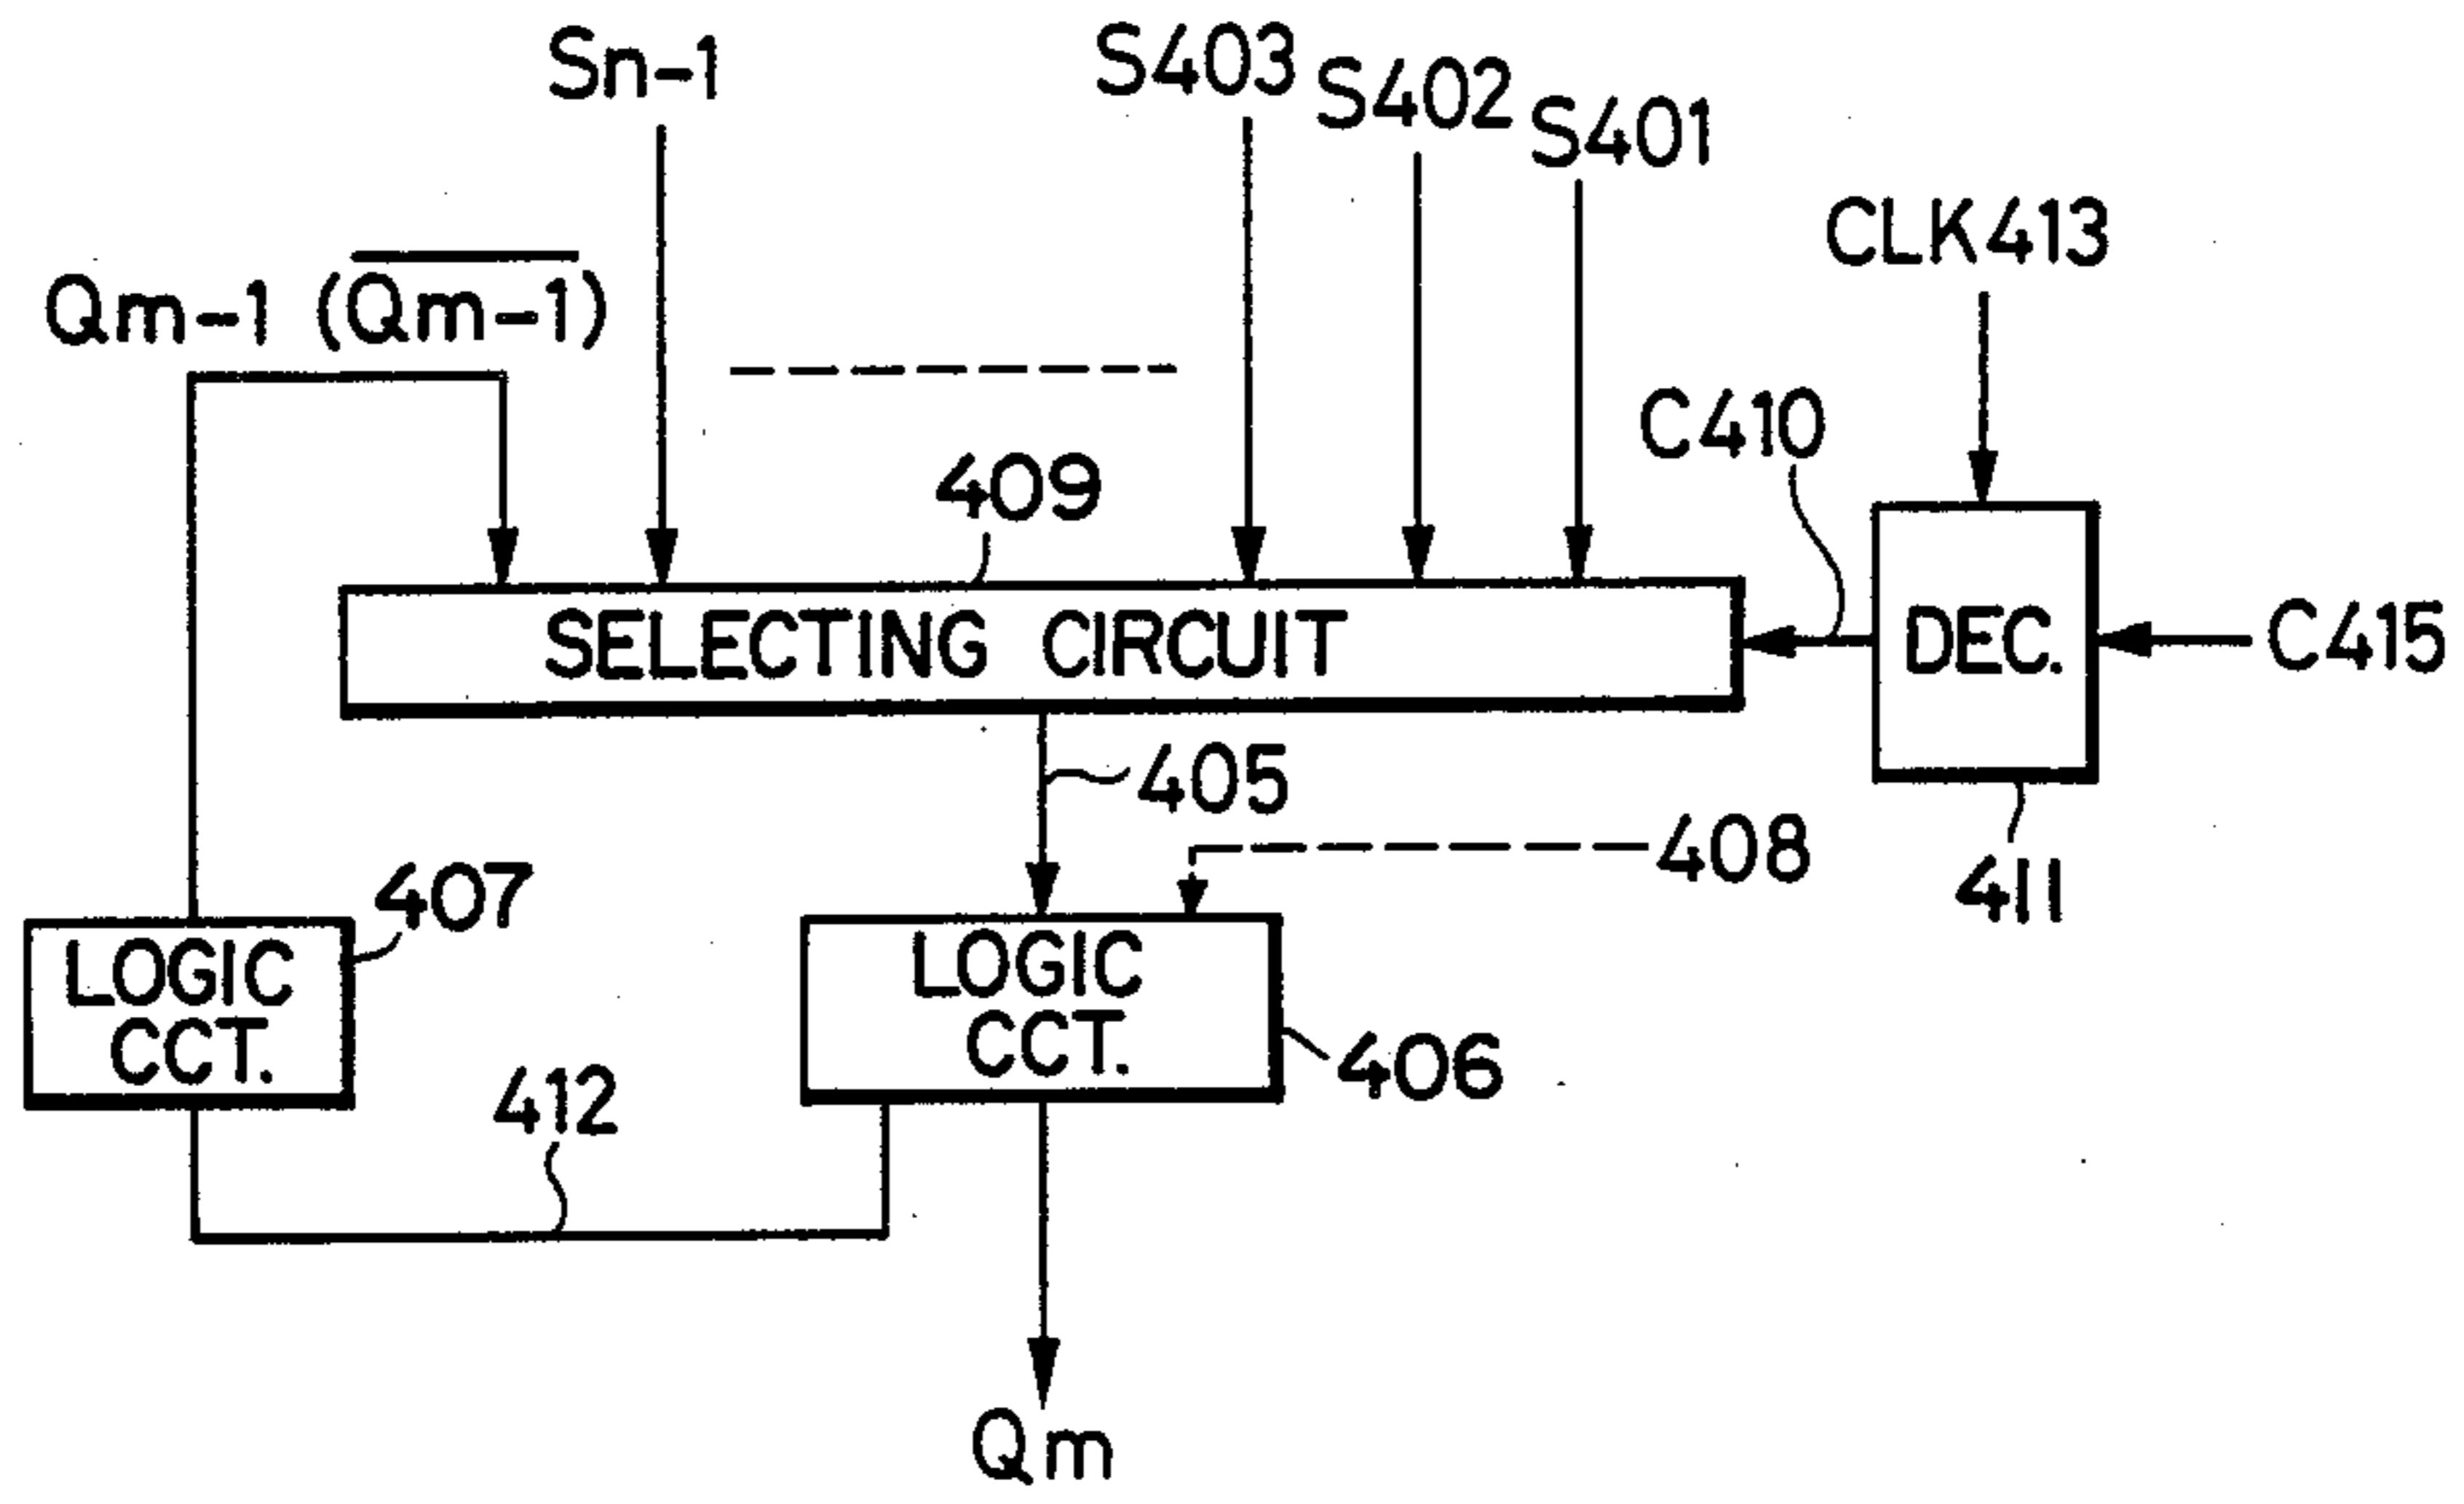 Sn-1
S403
S402
S401
CLK413
Qm-1 (Q̅m̅-̅1̅)
C410
409
SELECTING CIRCUIT
DEC.
C415
405
408
411
407
LOGIC
CCT.
LOGIC
CCT.
406
412
Qm